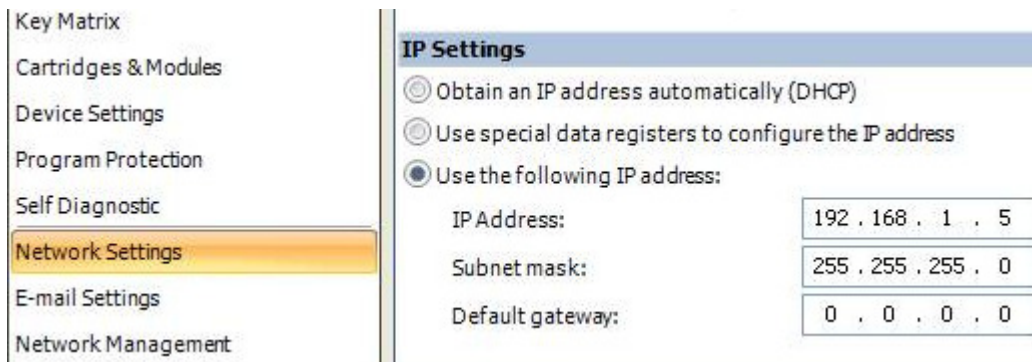 Key Matrix
Cartridges & Modules
Device Settings
Program Protection
Self Diagnostic
Network Settings
E-mail Settings
Network Management
IP Settings
Obtain an IP address automatically (DHCP)
Use special data registers to configure the IP address
Use the following IP address:
IP Address: 192 . 168 . 1 . 5
Subnet mask: 255 . 255 . 255 . 0
Default gateway: 0 . 0 . 0 . 0